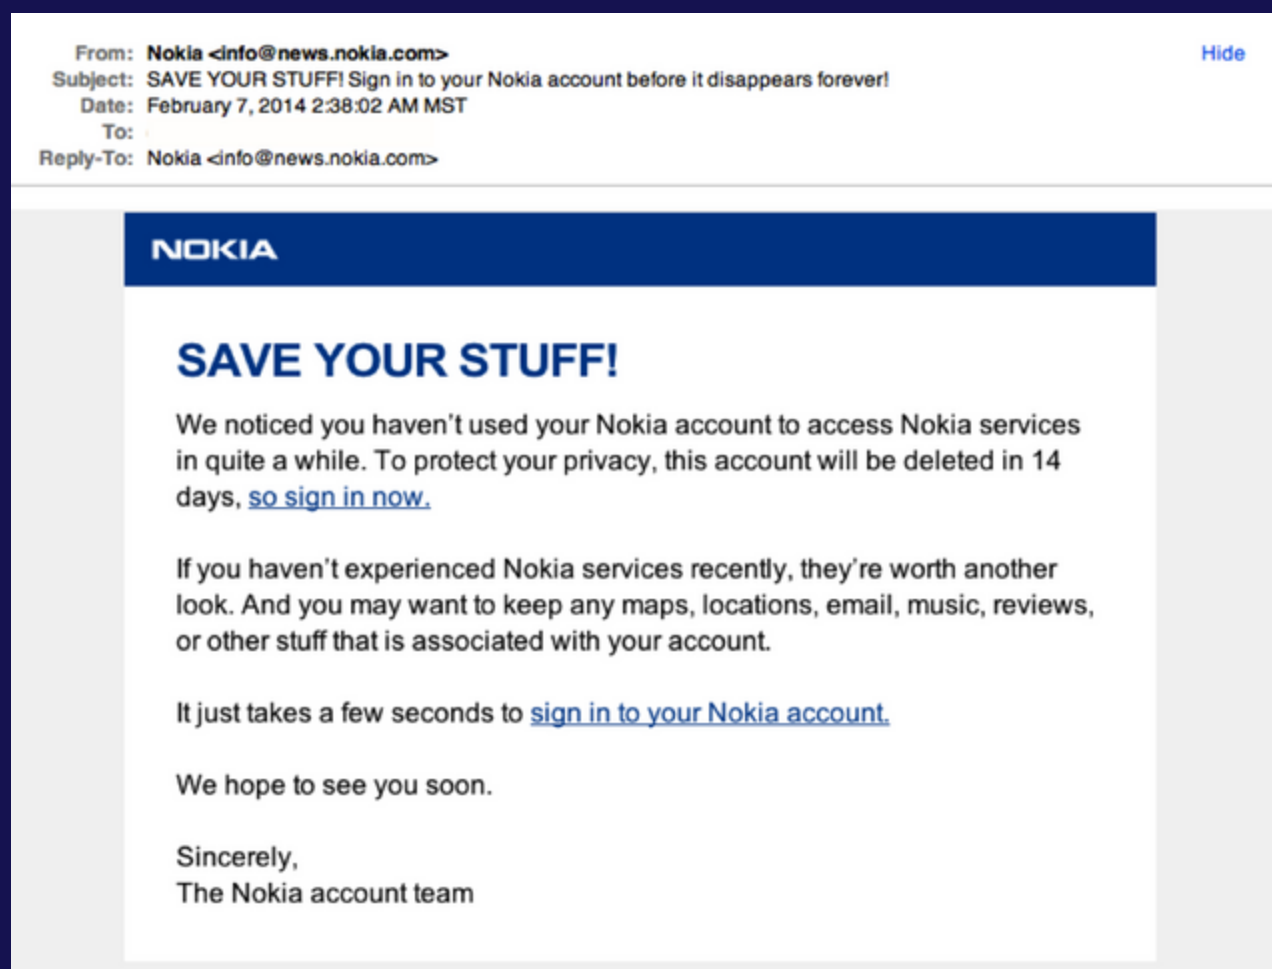 From: Nokia <info@news.nokia.com>
Hide
Subject: SAVE YOUR STUFF! Sign in to your Nokia account before it disappears forever!
Date: February 7, 2014 2:38:02 AM MST
To:
Reply-To: Nokia <info@news.nokia.com>
NOKIA
SAVE YOUR STUFF!
We noticed you haven’t used your Nokia account to access Nokia services
in quite a while. To protect your privacy, this account will be deleted in 14
days, so sign in now.
If you haven’t experienced Nokia services recently, they’re worth another
look. And you may want to keep any maps, locations, email, music, reviews,
or other stuff that is associated with your account.
It just takes a few seconds to sign in to your Nokia account.
We hope to see you soon.
Sincerely,
The Nokia account team